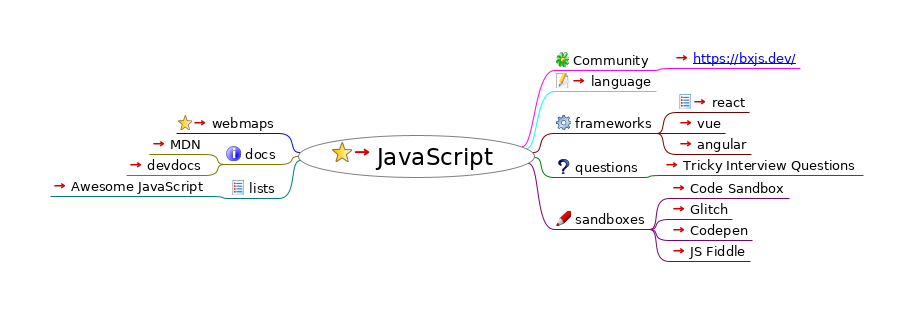 JavaScript
Community
https://bxjs.dev/
language
frameworks
react
vue
angular
questions
Tricky Interview Questions
sandboxes
Code Sandbox
Glitch
Codepen
JS Fiddle
webmaps
docs
MDN
devdocs
lists
Awesome JavaScript